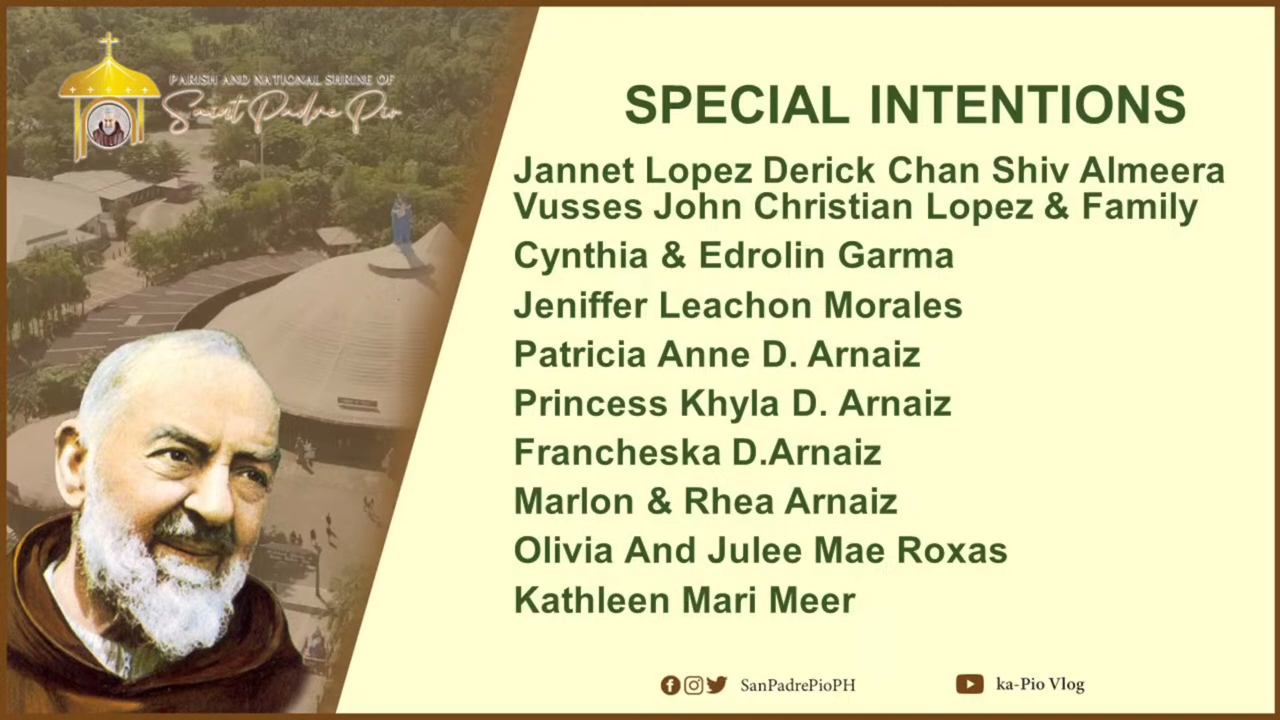 PARISH AND NATIONAL SHRINE OF
Saint Padre Pio
SPECIAL INTENTIONS
Jannet Lopez Derick Chan Shiv Almeera
Vusses John Christian Lopez & Family
Cynthia & Edrolin Garma
Jeniffer Leachon Morales
Patricia Anne D. Arnaiz
Princess Khyla D. Arnaiz
Francheska D.Arnaiz
Marlon & Rhea Arnaiz
Olivia And Julee Mae Roxas
Kathleen Mari Meer
SanPadrePioPH
ka-Pio Vlog